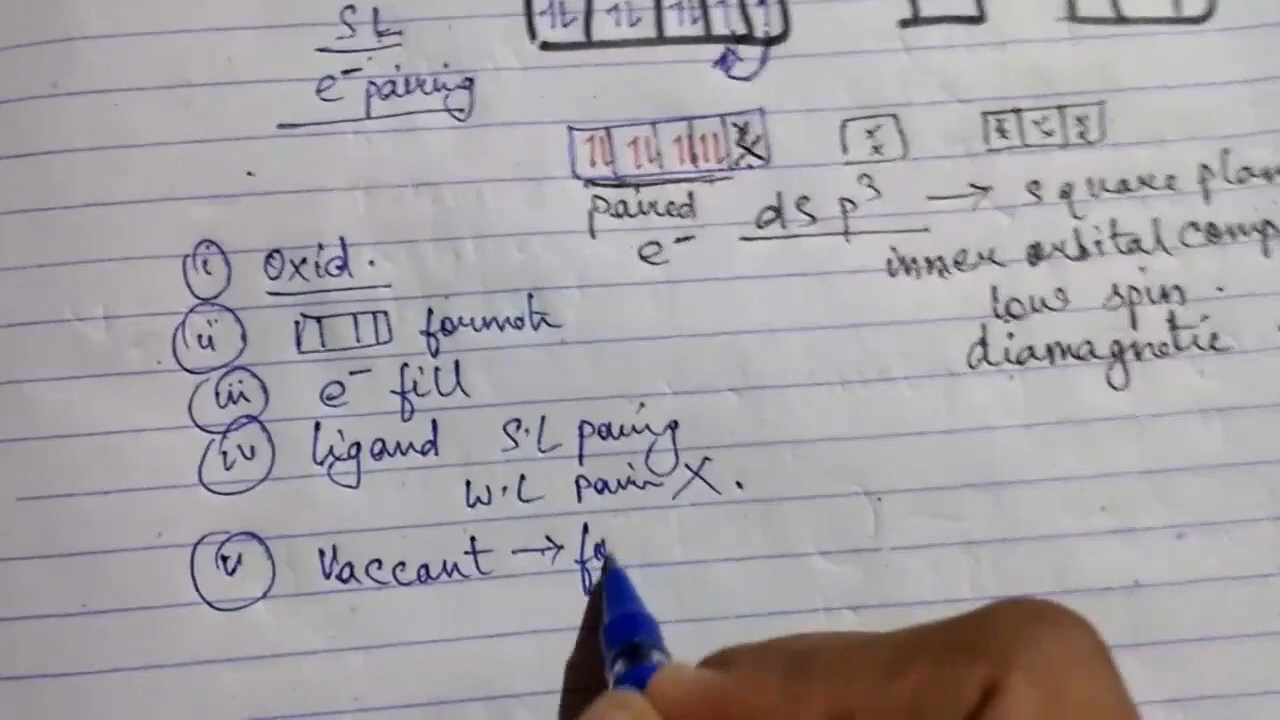 SL
e⁻ pairing
paired
e⁻
dsp³ → square plan
inner orbital comp
low spin.
diamagnetic
(i) Oxid.
(ii) formate
(iii) e⁻ fill
(iv) ligand S.L paring
W.L pair X.
(v) Vaccant → fo